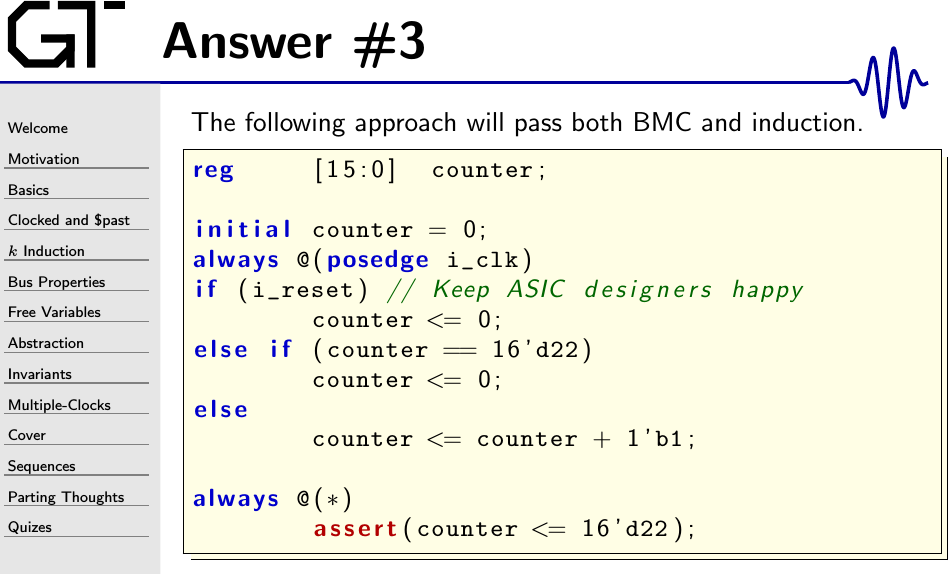 GT
Answer #3
Welcome
Motivation
Basics
Clocked and $past
k Induction
Bus Properties
Free Variables
Abstraction
Invariants
Multiple-Clocks
Cover
Sequences
Parting Thoughts
Quizes
The following approach will pass both BMC and induction.
reg [15:0] counter;
initial counter = 0;
always @(posedge i_clk)
if (i_reset) // Keep ASIC designers happy
counter <= 0;
else if (counter == 16'd22)
counter <= 0;
else
counter <= counter + 1'b1;
always @(*)
assert(counter <= 16'd22);